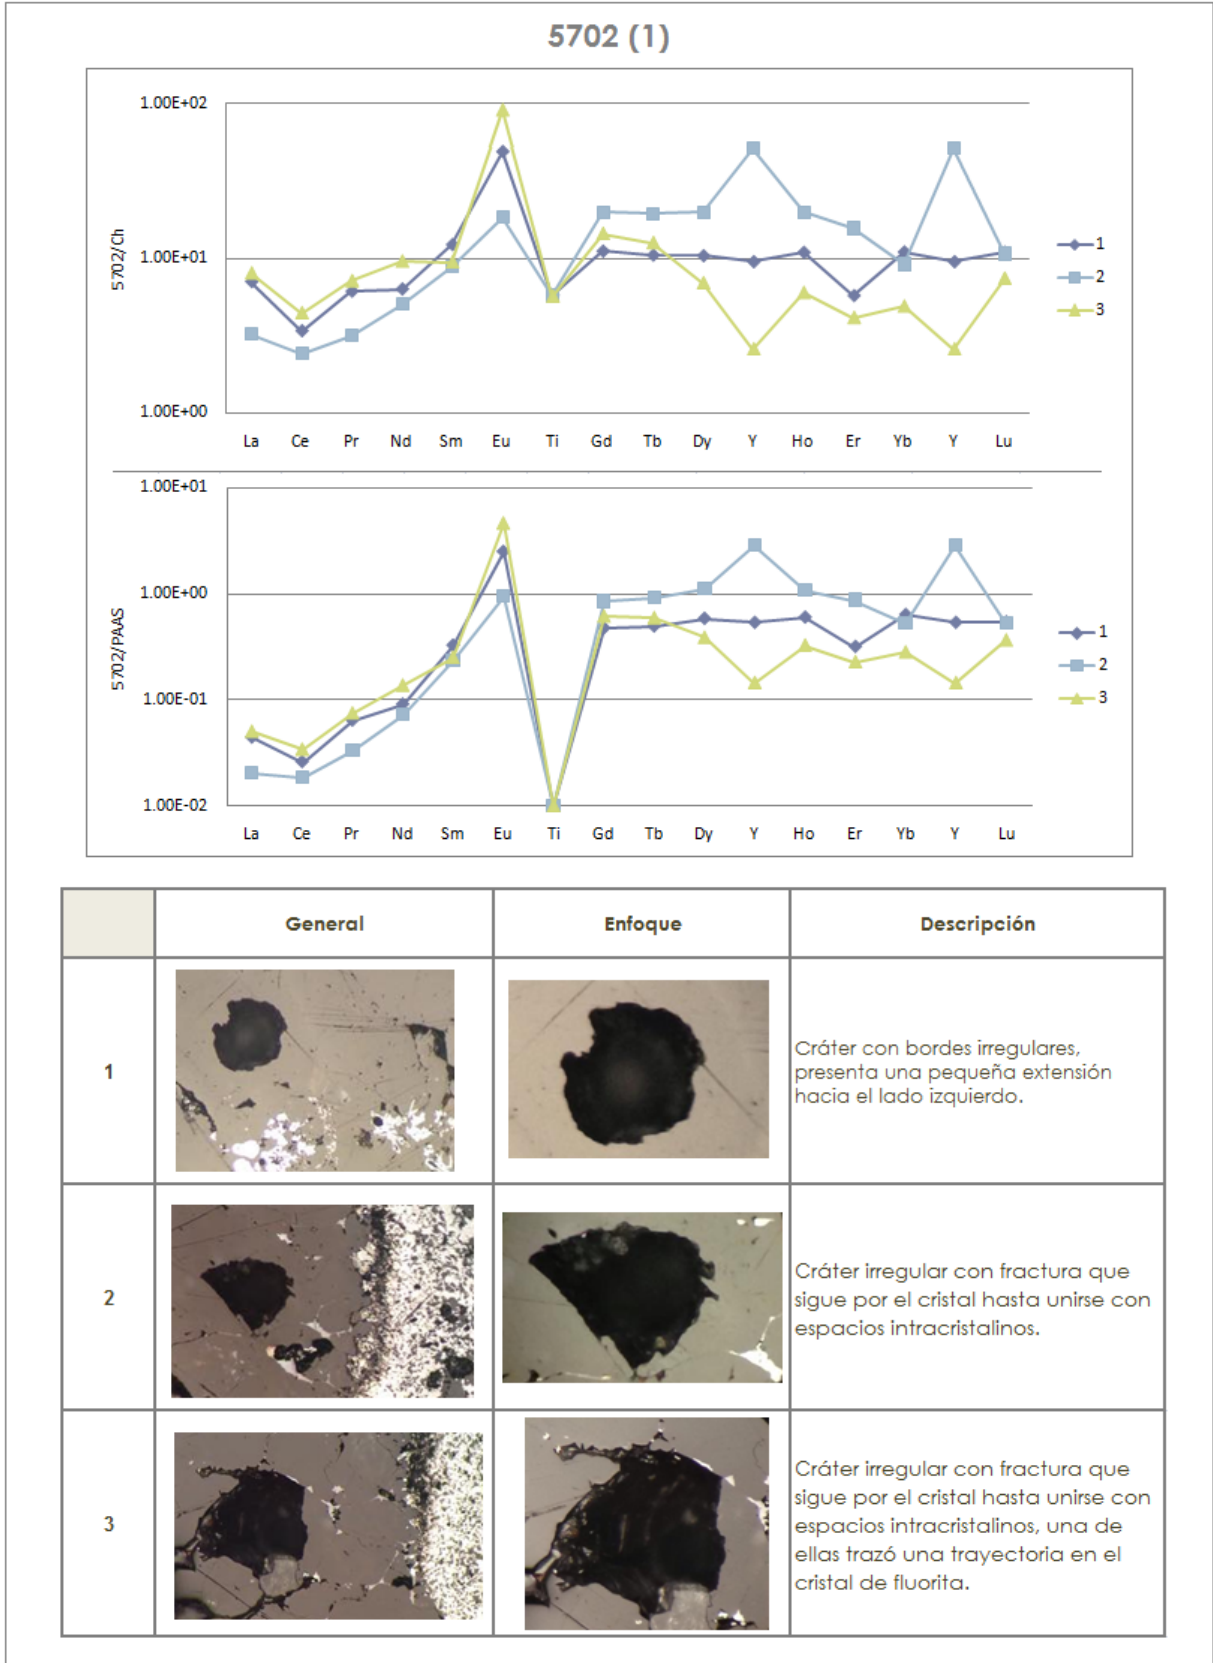 5702 (1)
1.00E+02
1.00E+01
1.00E+00
5702/Ch
La Ce Pr Nd Sm Eu Ti Gd Tb Dy Y Ho Er Yb Y Lu
1
2
3
1.00E+01
1.00E+00
1.00E-01
1.00E-02
5702/PAAS
La Ce Pr Nd Sm Eu Ti Gd Tb Dy Y Ho Er Yb Y Lu
1
2
3
General Enfoque Descripción
1
Cráter con bordes irregulares,
presenta una pequeña extensión
hacia el lado izquierdo.
2
Cráter irregular con fractura que
sigue por el cristal hasta unirse con
espacios intracristalinos.
3
Cráter irregular con fractura que
sigue por el cristal hasta unirse con
espacios intracristalinos, una de
ellas trazó una trayectoria en el
cristal de fluorita.